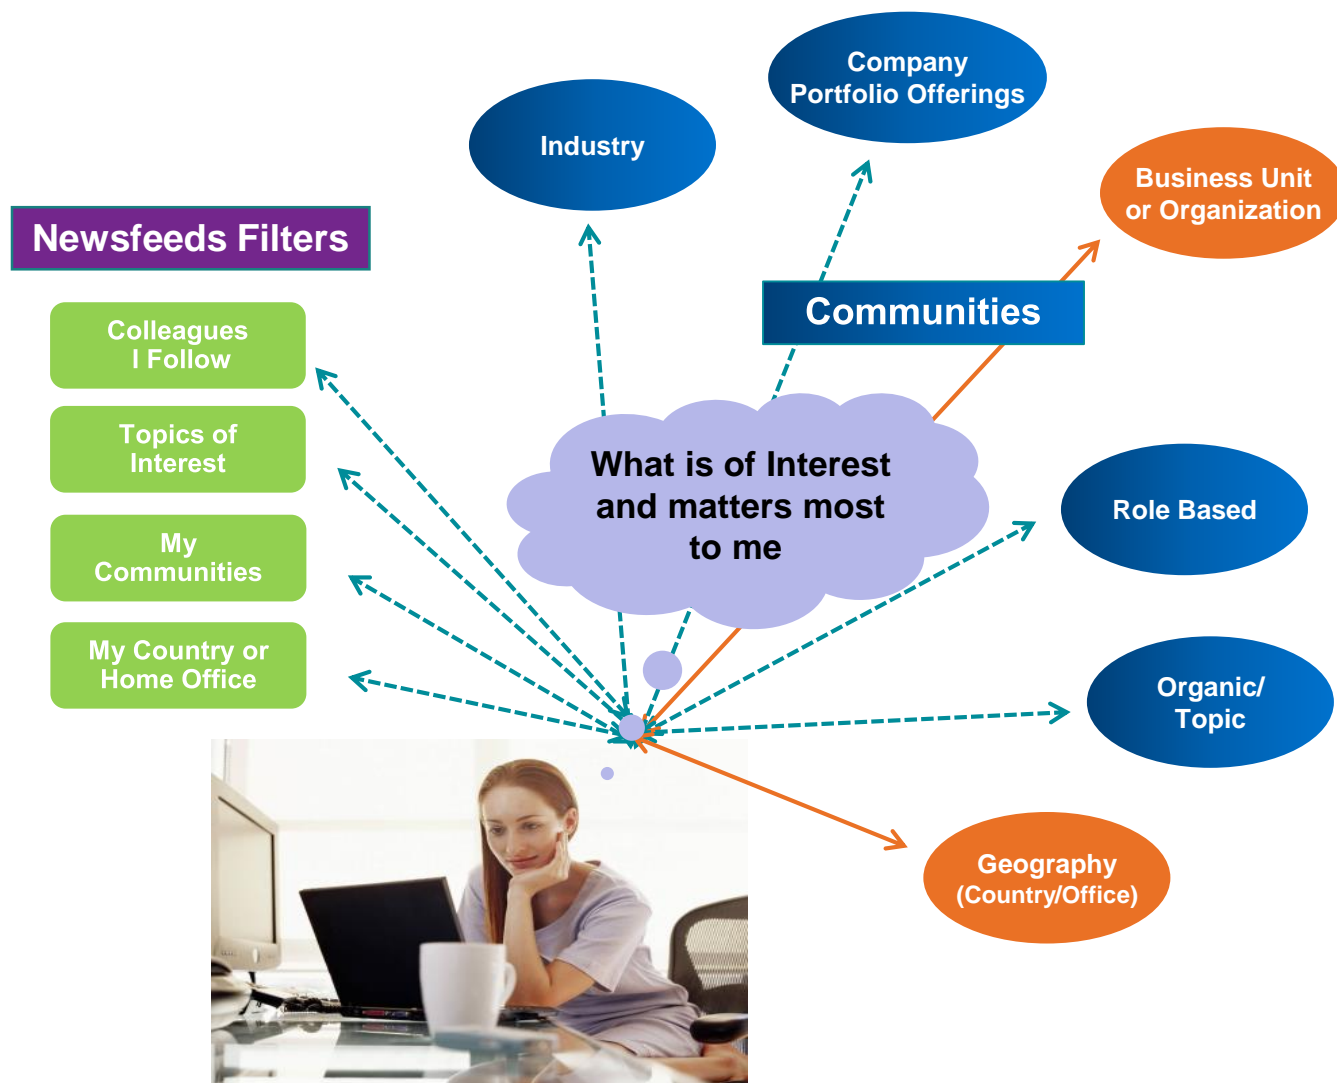 Newsfeeds Filters
Colleagues
I Follow
Topics of
Interest
My
Communities
My Country or
Home Office
Industry
Company
Portfolio Offerings
Business Unit
or Organization
Communities
What is of Interest
and matters most
to me
Role Based
Organic/
Topic
Geography
(Country/Office)